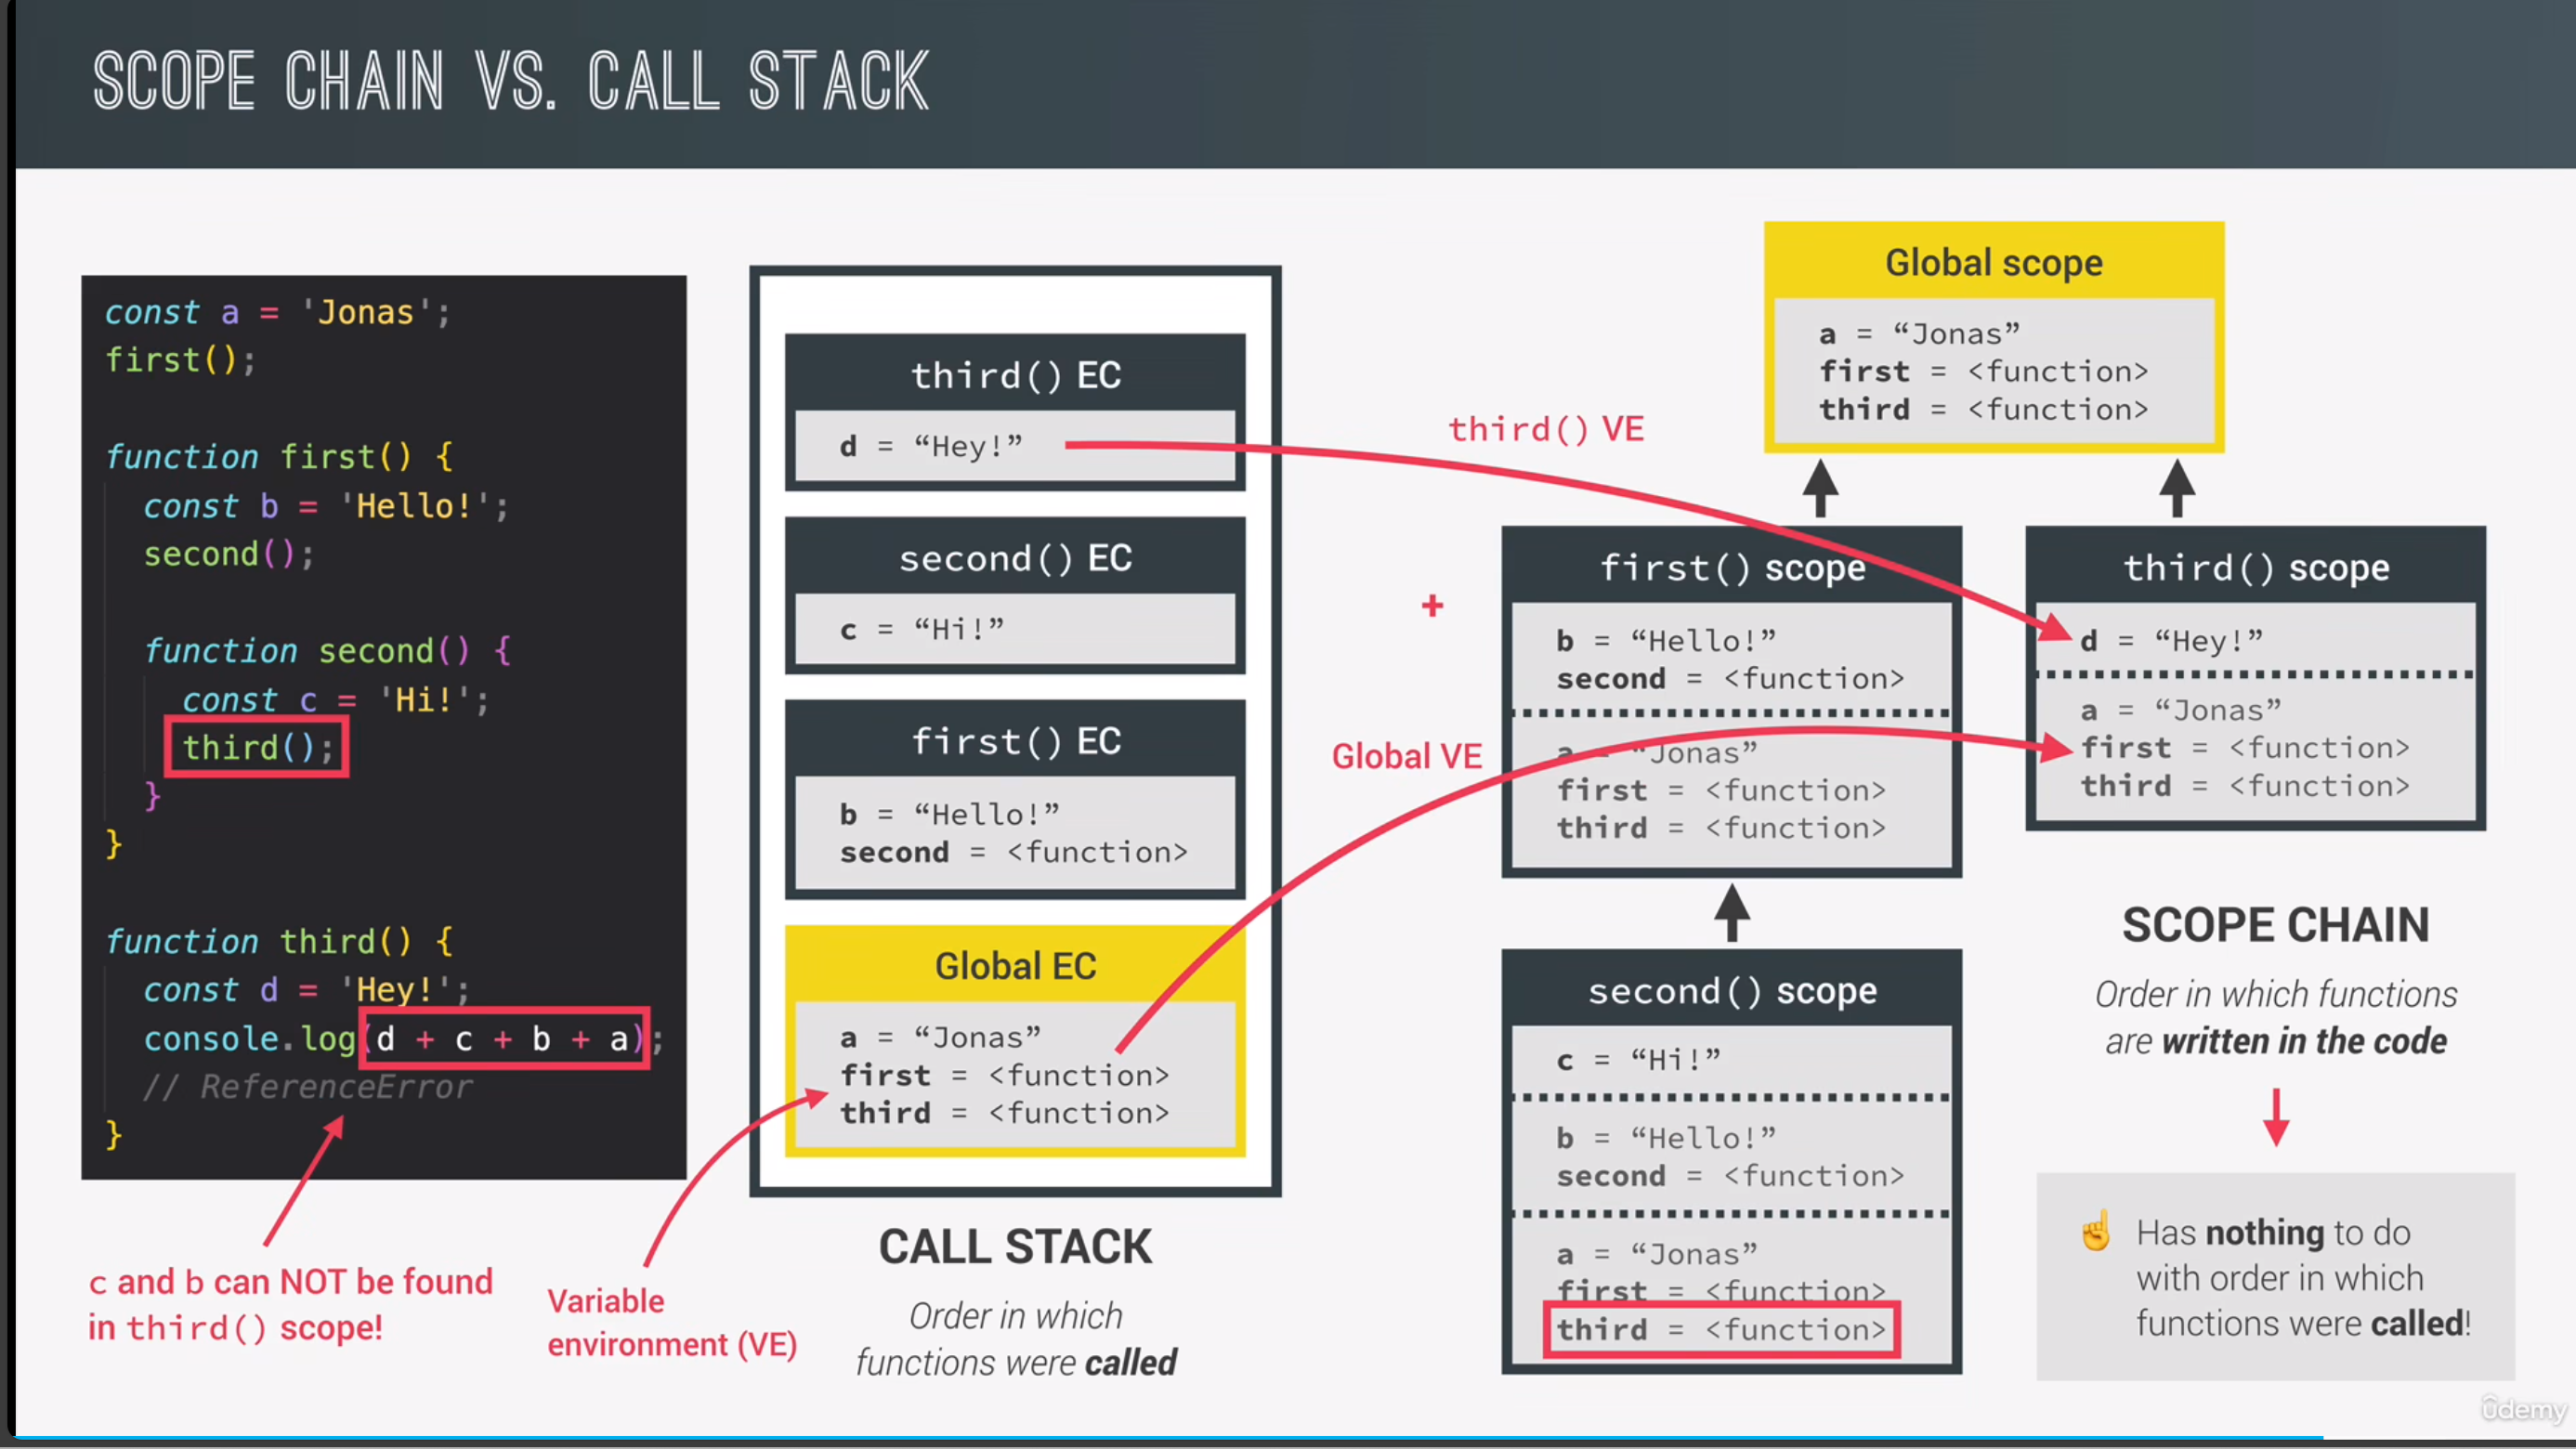 SCOPE CHAIN VS. CALL STACK
const a = 'Jonas';
first();
function first() {
const b = 'Hello!';
second();
function second() {
const c = 'Hi!';
third();
}
}
function third() {
const d = 'Hey!';
console.log(d + c + b + a);
// ReferenceError
}
c and b can NOT be found
in third() scope!
third() EC
d = “Hey!”
second() EC
c = “Hi!”
first() EC
b = “Hello!”
second = <function>
Global EC
a = “Jonas”
first = <function>
third = <function>
Variable
environment (VE)
CALL STACK
Order in which
functions were called
third() VE
+
Global VE
Global scope
a = “Jonas”
first = <function>
third = <function>
first() scope
b = “Hello!”
second = <function>
a = “Jonas”
first = <function>
third = <function>
second() scope
c = “Hi!”
b = “Hello!”
second = <function>
a = “Jonas”
first = <function>
third = <function>
third() scope
d = “Hey!”
a = “Jonas”
first = <function>
third = <function>
SCOPE CHAIN
Order in which functions
are written in the code
☝ Has nothing to do
with order in which
functions were called!
ûdemy